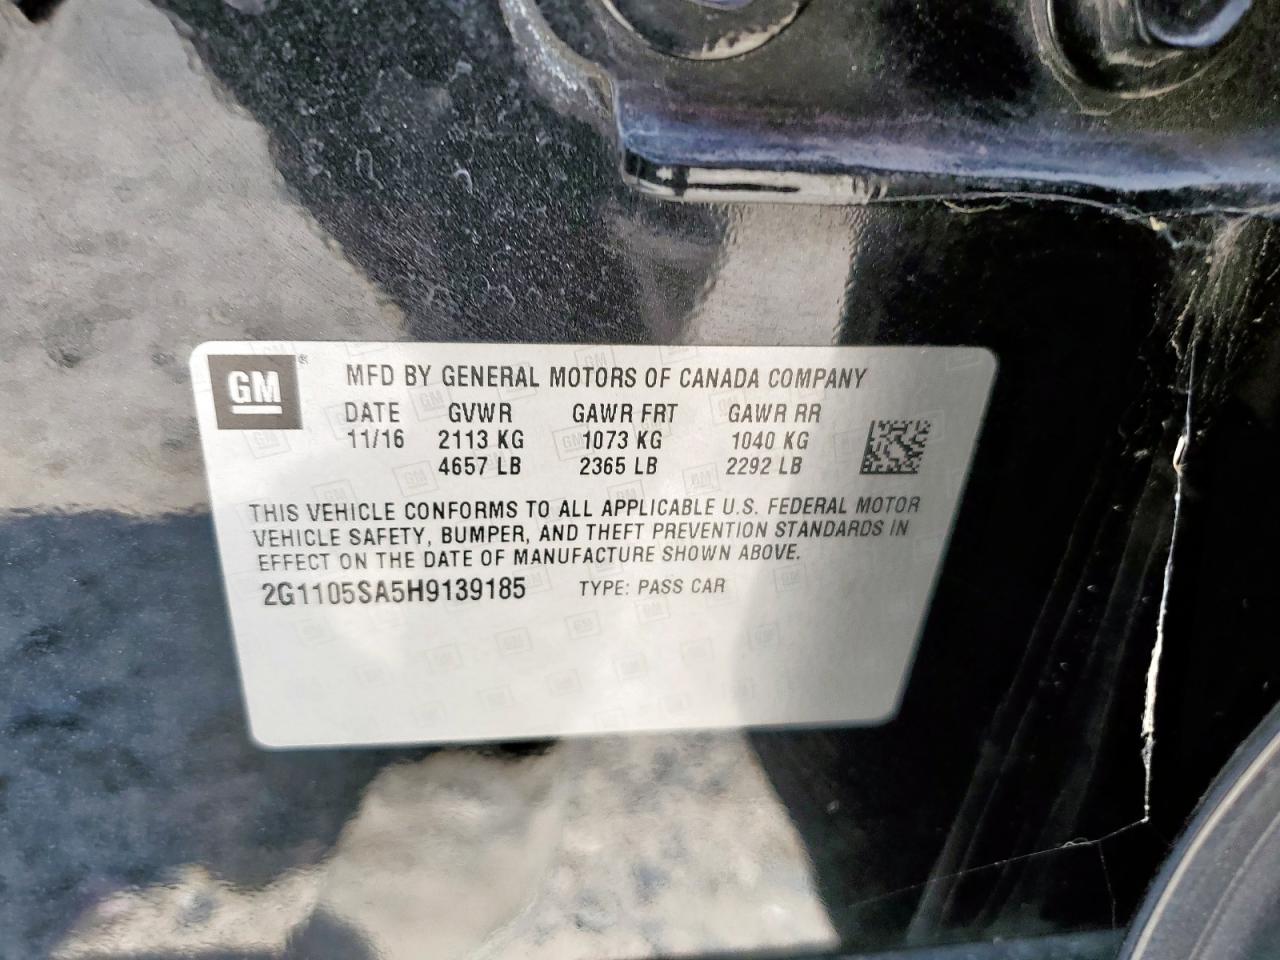 GM
MFD BY GENERAL MOTORS OF CANADA COMPANY
DATE GVWR GAWR FRT GAWR RR
11/16 2113 KG 1073 KG 1040 KG
4657 LB 2365 LB 2292 LB
THIS VEHICLE CONFORMS TO ALL APPLICABLE U.S. FEDERAL MOTOR
VEHICLE SAFETY, BUMPER, AND THEFT PREVENTION STANDARDS IN
EFFECT ON THE DATE OF MANUFACTURE SHOWN ABOVE.
2G1105SA5H9139185 TYPE: PASS CAR